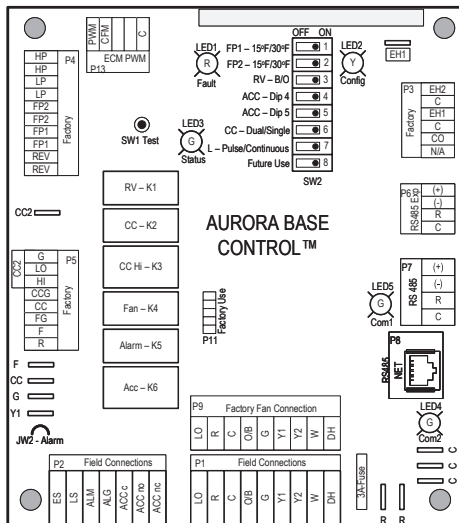 PWM
CFM
C
ECM PWM
P13
LED1
R
Fault
OFF ON
FP1 – 15ºF/30ºF
1
FP2 – 15ºF/30ºF
2
RV – B/O
3
ACC – Dip 4
4
ACC – Dip 5
5
CC – Dual/Single
6
L – Pulse/Continuous
7
Future Use
8
SW2
LED2
Y
Config
EH1
HP
HP
LP
LP
FP2
FP2
FP1
FP1
REV
REV
P4
Factory
SW1 Test
LED3
G
Status
P3
Factory
EH2
C
EH1
C
CO
N/A
RV – K1
CC – K2
CC Hi – K3
Fan – K4
Alarm – K5
Acc – K6
AURORA BASE
CONTROL™
P6
RS485 Exp
(+)
(-)
R
C
CC2
CC2
G
LO
HI
CCG
CC
FG
F
R
P5
Factory
Factory Use
P11
P7
RS 485
(+)
(-)
R
C
LED5
G
Com1
P8
RS485
NET
F
CC
G
Y1
JW2 - Alarm
LED4
G
Com2
P9
Factory Fan Connection
LO
R
C
O/B
G
Y1
Y2
W
DH
P2
Field Connections
ES
LS
ALM
ALG
ACC c
ACC no
ACC nc
P1
Field Connections
LO
R
C
O/B
G
Y1
Y2
W
DH
3A-Fuse
C
C
C
R
R